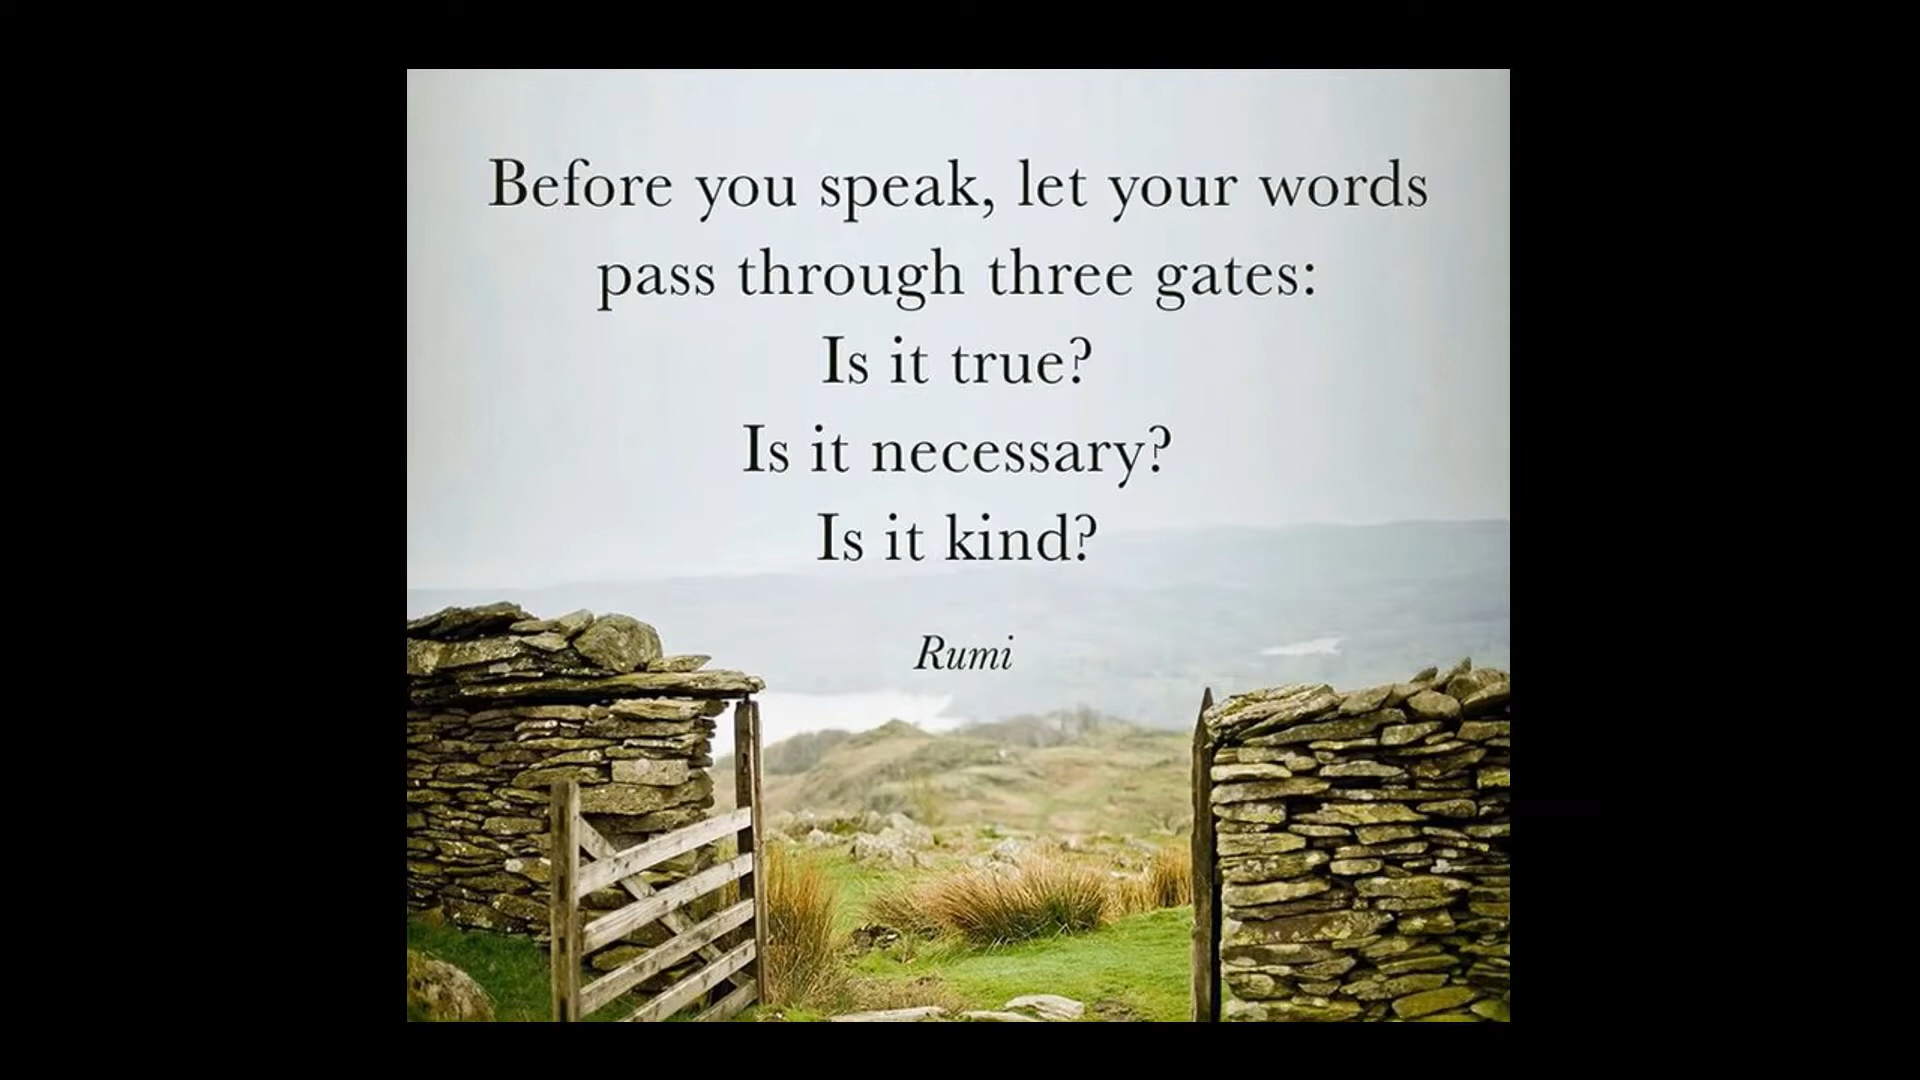 Before you speak, let your words
pass through three gates:
Is it true?
Is it necessary?
Is it kind?
Rumi